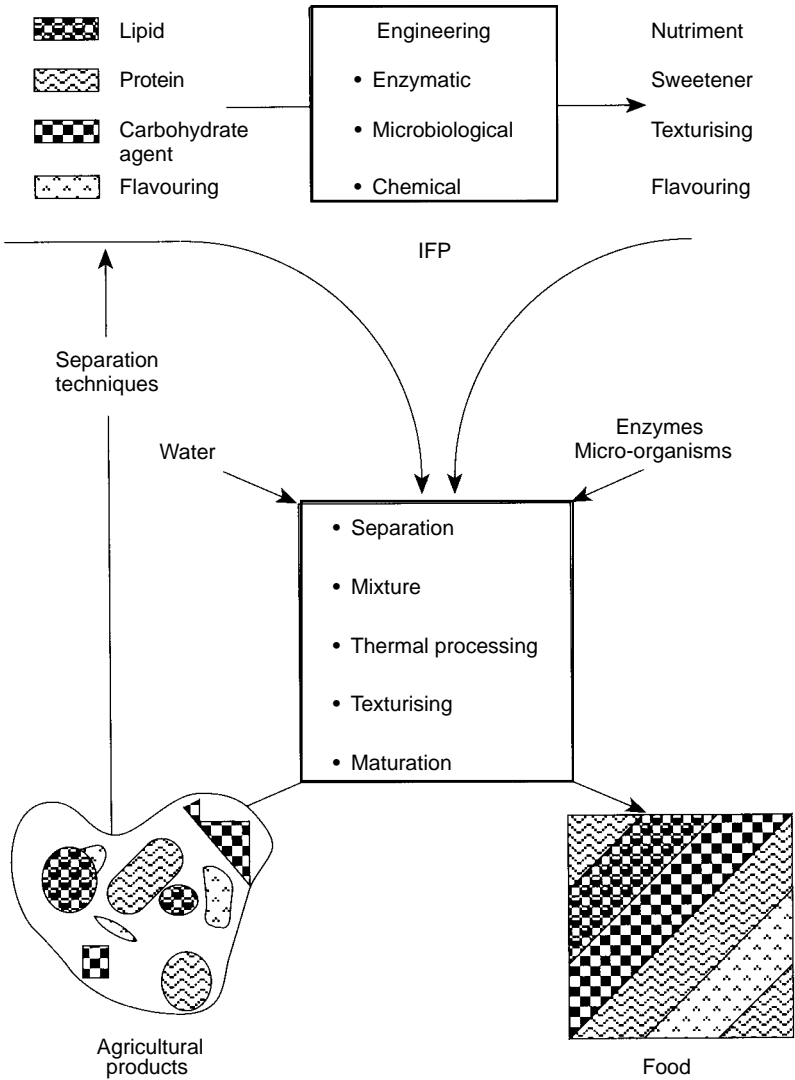 Lipid
Protein
Carbohydrate
agent
Flavouring
Engineering
• Enzymatic
• Microbiological
• Chemical
Nutriment
Sweetener
Texturising
Flavouring
IFP
Separation
techniques
Water
Enzymes
Micro-organisms
• Separation
• Mixture
• Thermal processing
• Texturising
• Maturation
Agricultural
products
Food